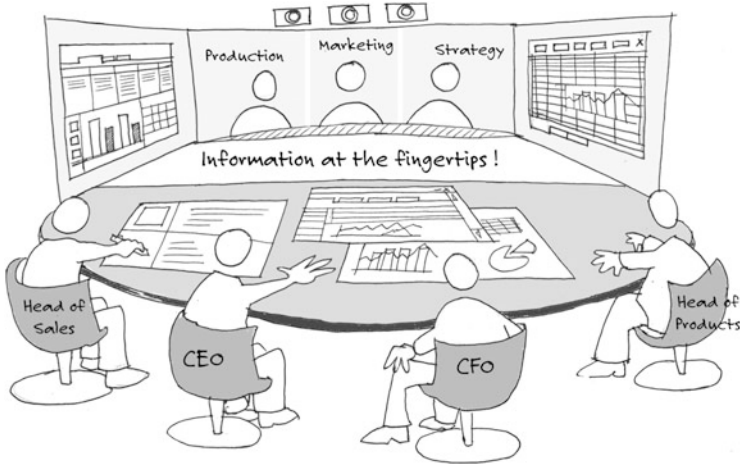 Production
Marketing
Strategy
X
Information at the fingertips !
Head of
Sales
CEO
CFO
Head of
Products